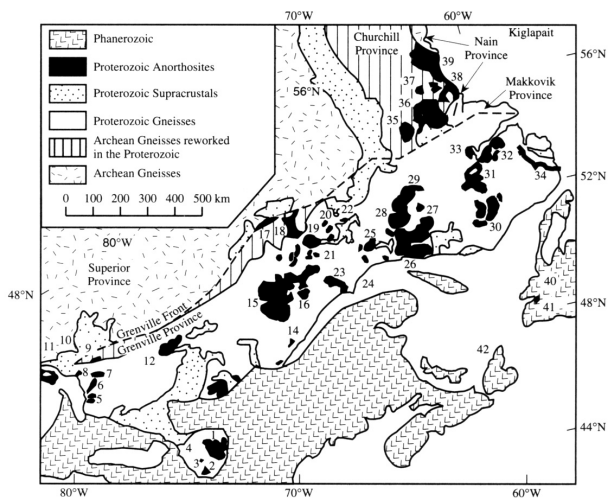 70°W
60°W
Phanerozoic
Churchill
Province
Kiglapait
56°N
Nain
Province
39
Proterozoic Anorthosites
37
38
Makkovik
Province
Proterozoic Supracrustals
56°N
36
Proterozoic Gneisses
35
Archean Gneisses reworked
in the Proterozoic
33
32
Archean Gneisses
31
34
52°N
0 100 200 300 400 500 km
29
20
22
28
27
17
18
19
25
30
80°W
21
26
Superior
Province
23
24
40
48°N
15
16
41
48°N
Grenville Front
Grenville Province
14
11
10
9
12
42
8
7
6
5
44°N
4
1
3
2
80°W
70°W
60°W